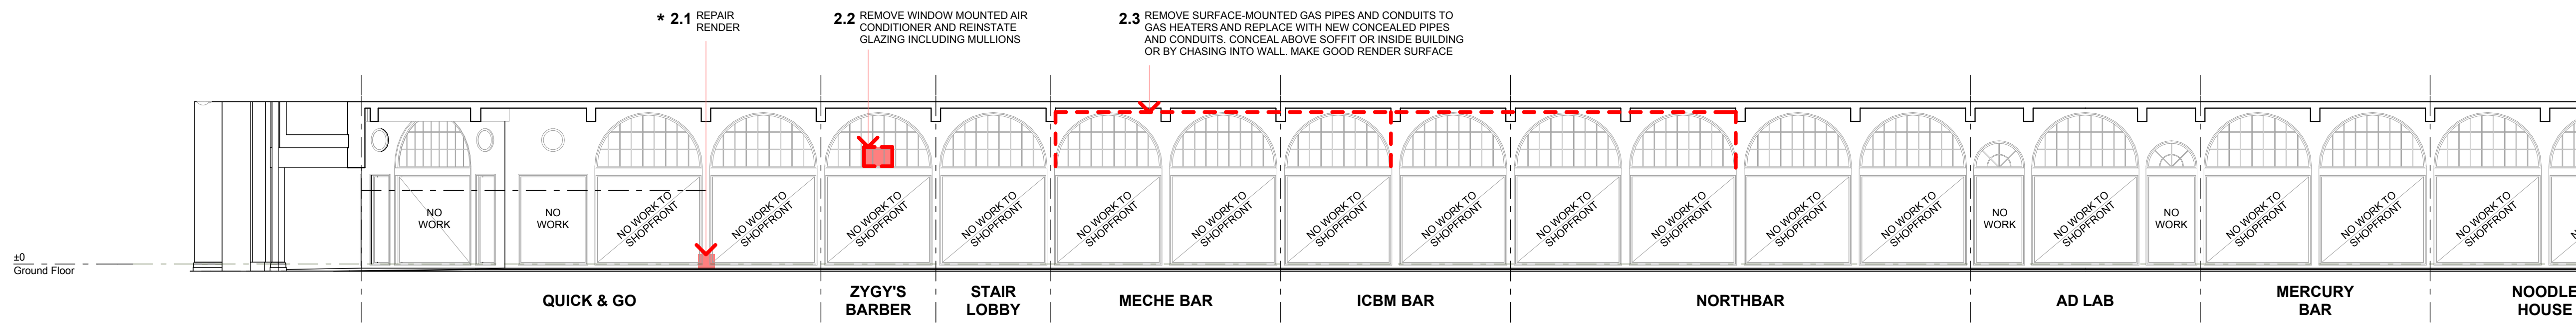 * 2.1 REPAIR
RENDER
2.2 REMOVE WINDOW MOUNTED AIR
CONDITIONER AND REINSTATE
GLAZING INCLUDING MULLIONS
2.3 REMOVE SURFACE-MOUNTED GAS PIPES AND CONDUITS TO
GAS HEATERS AND REPLACE WITH NEW CONCEALED PIPES
AND CONDUITS. CONCEAL ABOVE SOFFIT OR INSIDE BUILDING
OR BY CHASING INTO WALL. MAKE GOOD RENDER SURFACE
NO
WORK
NO
WORK
NO WORK TO
SHOPFRONT
NO WORK TO
SHOPFRONT
NO WORK TO
SHOPFRONT
NO WORK TO
SHOPFRONT
NO WORK TO
SHOPFRONT
NO WORK TO
SHOPFRONT
NO WORK TO
SHOPFRONT
NO WORK TO
SHOPFRONT
NO WORK TO
SHOPFRONT
NO WORK TO
SHOPFRONT
NO WORK TO
SHOPFRONT
NO WORK TO
SHOPFRONT
NO
WORK
NO WORK TO
SHOPFRONT
NO
WORK
NO WORK TO
SHOPFRONT
NO WORK TO
SHOPFRONT
NO WORK TO
SHOPFRONT
±0
Ground Floor
QUICK & GO
ZYGY'S
BARBER
STAIR
LOBBY
MECHE BAR
ICBM BAR
NORTHBAR
AD LAB
MERCURY
BAR
NOODLE
HOUSE